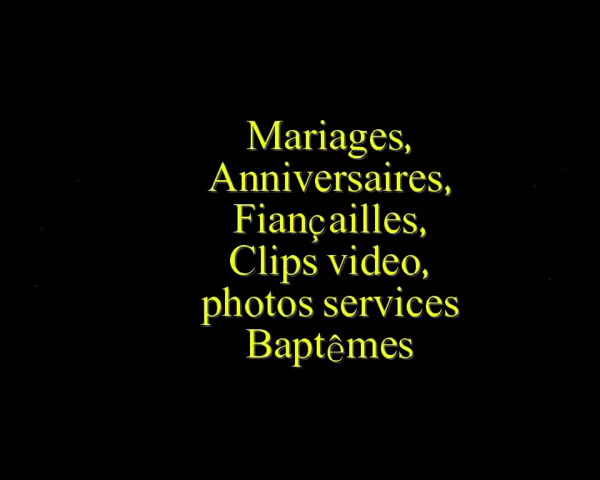 Mariages,
Anniversaires,
Fiançailles,
Clips video,
photos services
Baptêmes